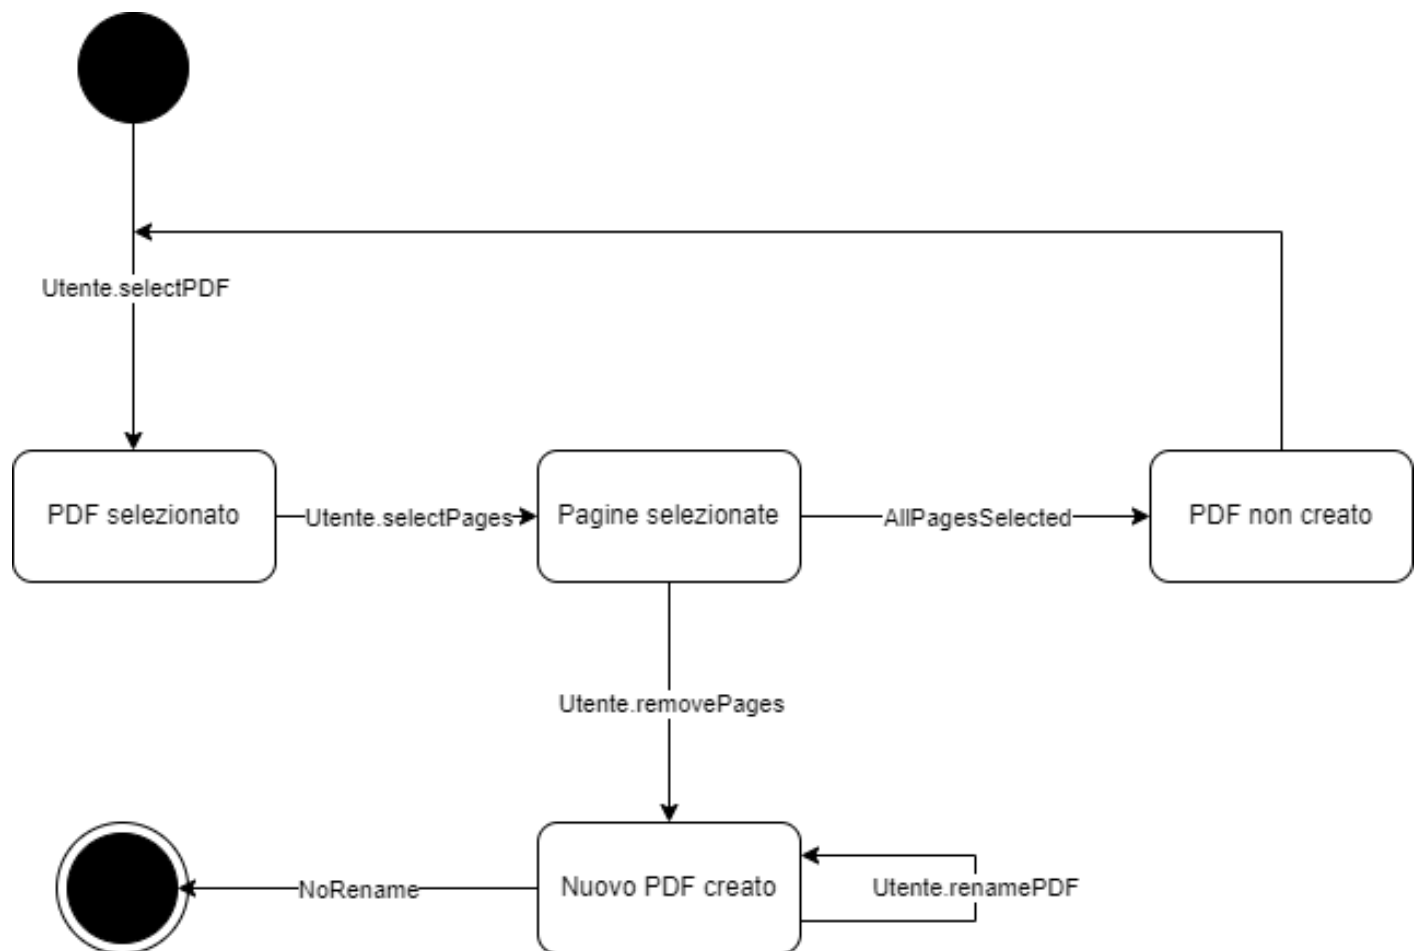 Utente.selectPDF
PDF selezionato
Utente.selectPages
Pagine selezionate
AllPagesSelected
PDF non creato
Utente.removePages
NoRename
Nuovo PDF creato
Utente.renamePDF